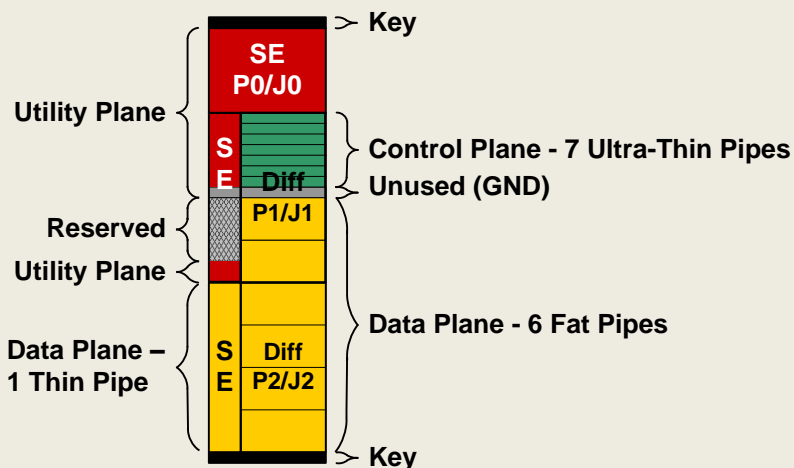 Key
SE
P0/J0
Utility Plane
S
E
Control Plane - 7 Ultra-Thin Pipes
Diff
Unused (GND)
P1/J1
Reserved
Utility Plane
Data Plane - 6 Fat Pipes
Data Plane –
1 Thin Pipe
S
E
Diff
P2/J2
Key